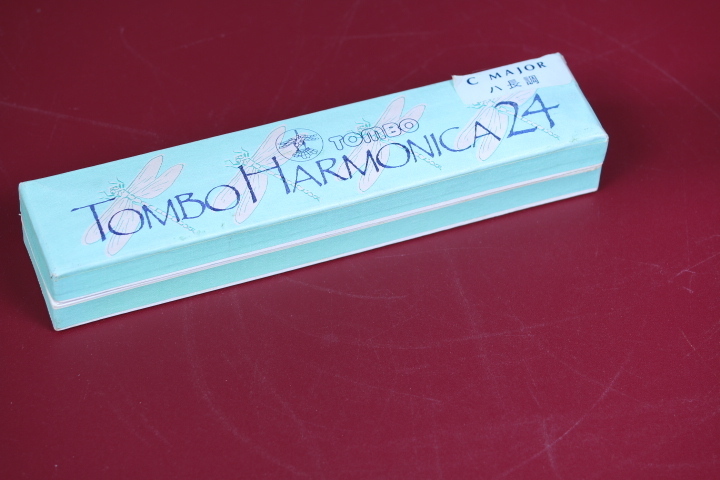 C MAJOR
ハ長調
TOMBO
TOMBO HARMONICA 24